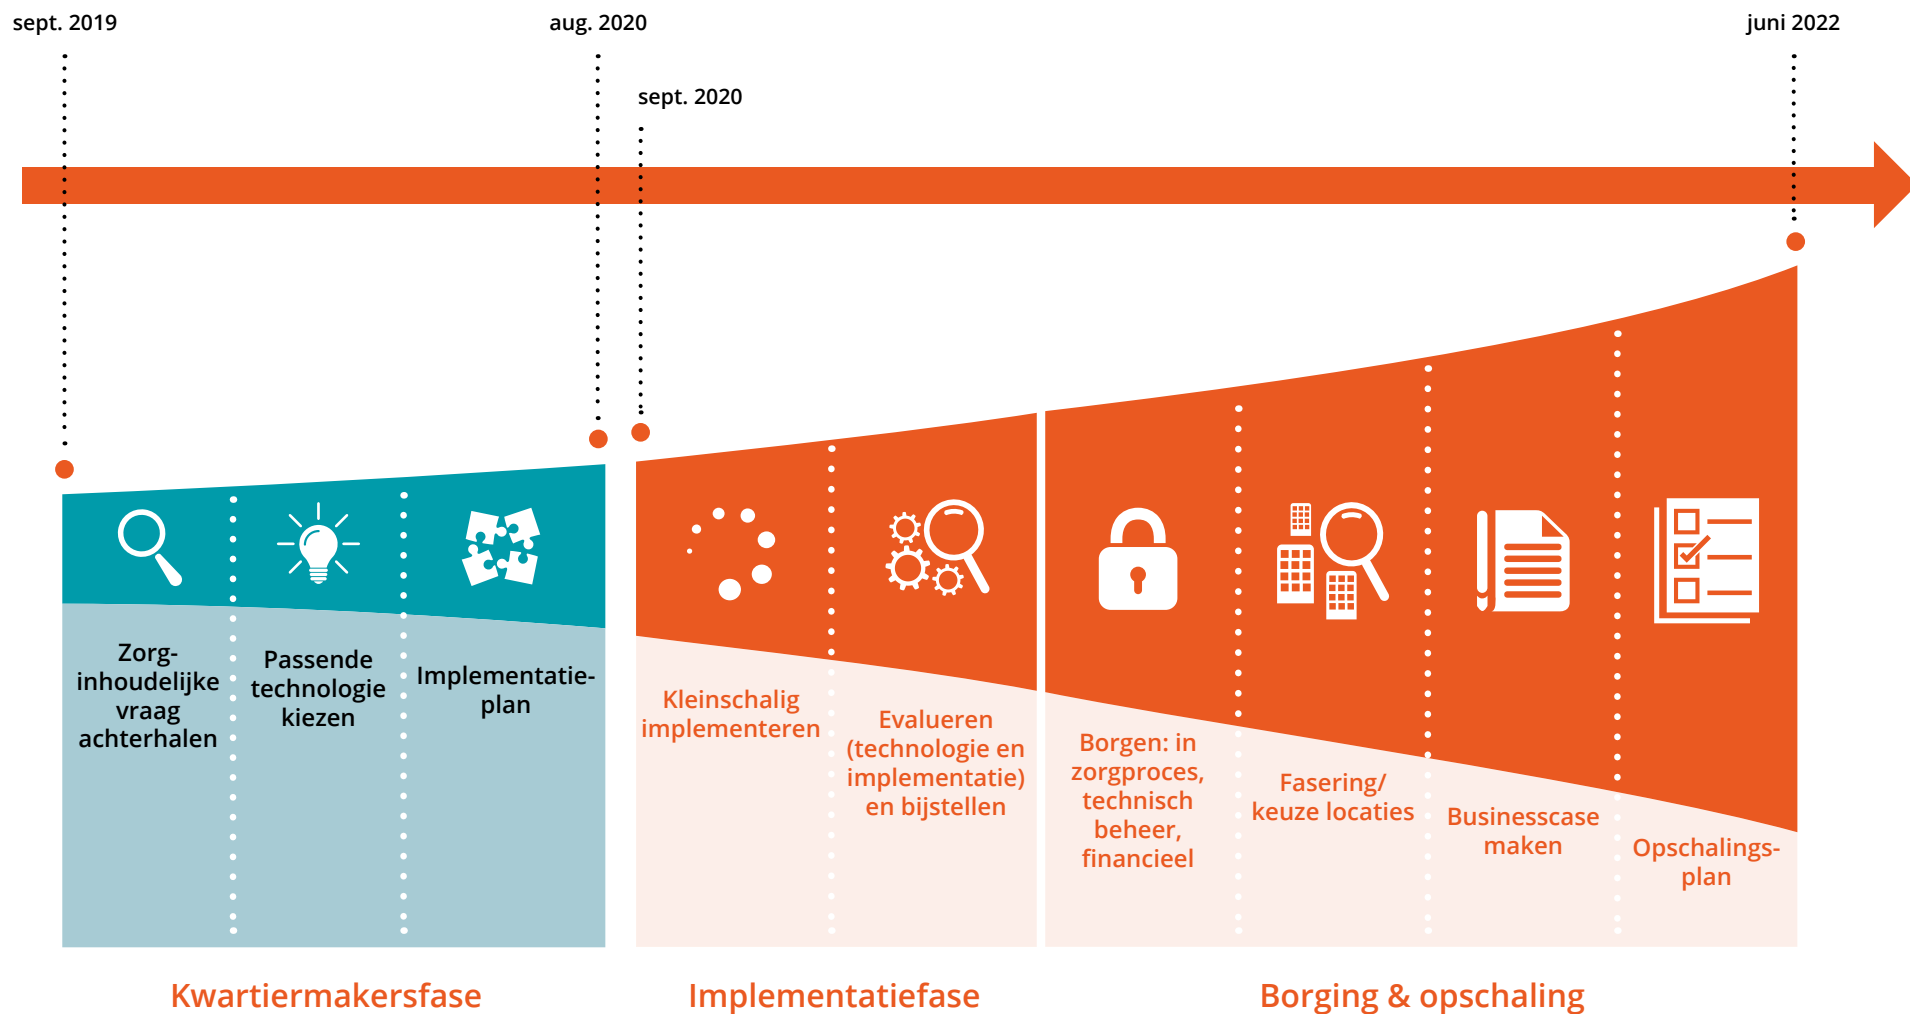 sept. 2019
aug. 2020
juni 2022
sept. 2020
Zorg-
inhoudelijke
vraag
achterhalen
Passende
technologie
kiezen
Implementatie-
plan
Kleinschalig
implementeren
Evalueren
(technologie en
implementatie)
en bijstellen
Borgen: in
zorgproces,
technisch
beheer,
financieel
Fasering/
keuze locaties
Businesscase
maken
Opschalings-
plan
Kwartiermakersfase
Implementatiefase
Borging & opschaling